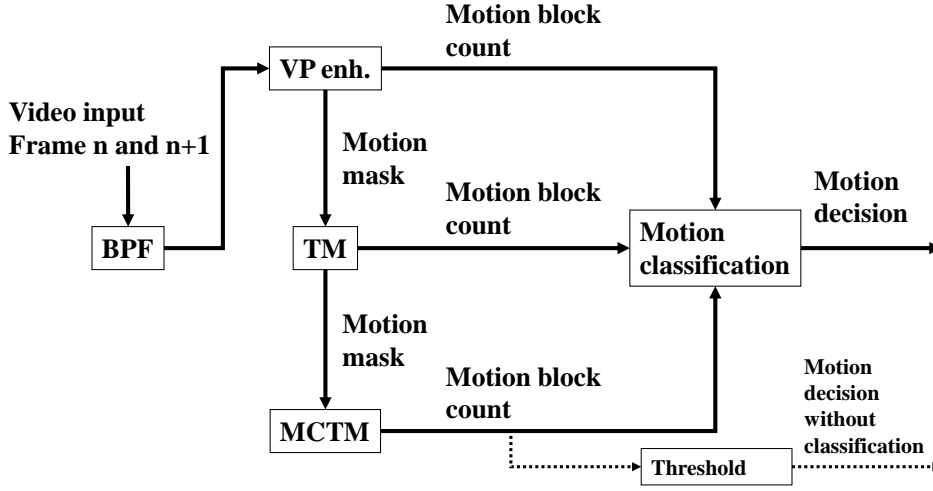 Motion block
count
VP enh.
Video input
Frame n and n+1
Motion
mask
Motion block
count
Motion
decision
BPF
TM
Motion
classification
Motion
mask
Motion block
count
Motion
decision
without
classification
MCTM
Threshold